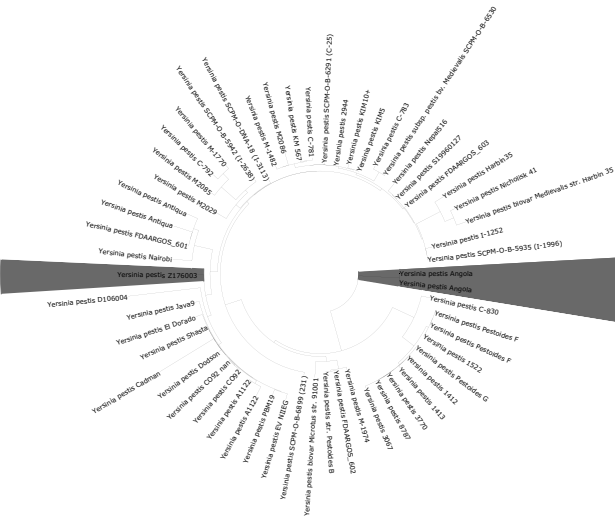 Yersinia pestis SCPM-O-B-6291 (C-25)
Yersinia pestis 2944
Yersinia pestis KIM10+
Yersinia pestis KIM5
Yersinia pestis C-783
Yersinia pestis subsp. pestis bv. Medievalis SCPM-O-B-6530
Yersinia pestis Nepal516
Yersinia pestis S19960127
Yersinia pestis FDAARGOS_603
Yersinia pestis Harbin35
Yersinia pestis Nicholisk 41
Yersinia pestis biovar Medievalis str. Harbin 35
Yersinia pestis I-1252
Yersinia pestis SCPM-O-B-5935 (I-1996)
Yersinia pestis Angola
Yersinia pestis Angola
Yersinia pestis C-830
Yersinia pestis Pestoides F
Yersinia pestis Pestoides F
Yersinia pestis 1522
Yersinia pestis Pestoides G
Yersinia pestis 1412
Yersinia pestis 1413
Yersinia pestis 3770
Yersinia pestis 8787
Yersinia pestis 3067
Yersinia pestis M-1974
Yersinia pestis FDAARGOS_602
Yersinia pestis str. Pestoides B
Yersinia pestis biovar Microtus str. 91001
Yersinia pestis SCPM-O-B-6899 (231)
Yersinia pestis EV NIIEG
Yersinia pestis PBM19
Yersinia pestis A1122
Yersinia pestis A1122
Yersinia pestis CO92
Yersinia pestis CO92 nan
Yersinia pestis Dodson
Yersinia pestis Cadman
Yersinia pestis Shasta
Yersinia pestis El Dorado
Yersinia pestis Java9
Yersinia pestis D106004
Yersinia pestis Z176003
Yersinia pestis Nairobi
Yersinia pestis FDAARGOS_601
Yersinia pestis Antiqua
Yersinia pestis Antiqua
Yersinia pestis M2029
Yersinia pestis M2085
Yersinia pestis C-792
Yersinia pestis M-1770
Yersinia pestis SCPM-O-B-5942 (I-2638)
Yersinia pestis SCPM-O-DNA-18 (I-3113)
Yersinia pestis M-1482
Yersinia pestis M2086
Yersinia pestis KM 567
Yersinia pestis C-781